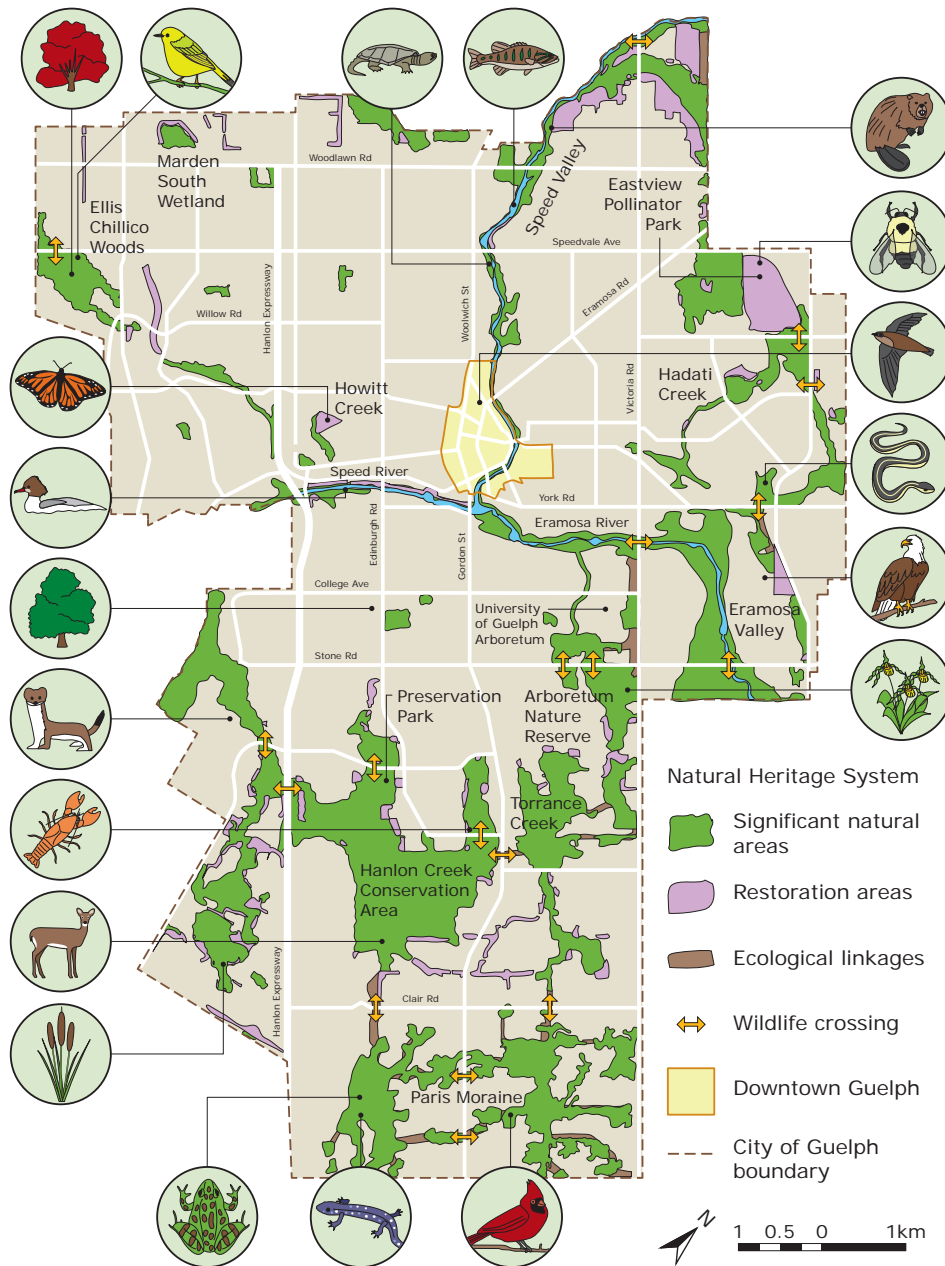 Woodlawn Rd
Marden
South
Wetland
Speed Valley
Eastview
Pollinator
Park
Ellis
Chillico
Woods
Speedvale Ave
Hanlon Expressway
Woolwich St
Eramosa Rd
Willow Rd
Victoria Rd
Hadati
Creek
Howitt
Creek
Speed River
York Rd
Edinburgh Rd
Gordon St
Eramosa River
College Ave
University
of Guelph
Arboretum
Eramosa
Valley
Stone Rd
Preservation
Park
Arboretum
Nature
Reserve
Torrance
Creek
Hanlon Creek
Conservation
Area
Hanlon Expressway
Clair Rd
Paris Moraine
Natural Heritage System
Significant natural
areas
Restoration areas
Ecological linkages
Wildlife crossing
Downtown Guelph
City of Guelph
boundary
N
1 0.5 0 1km